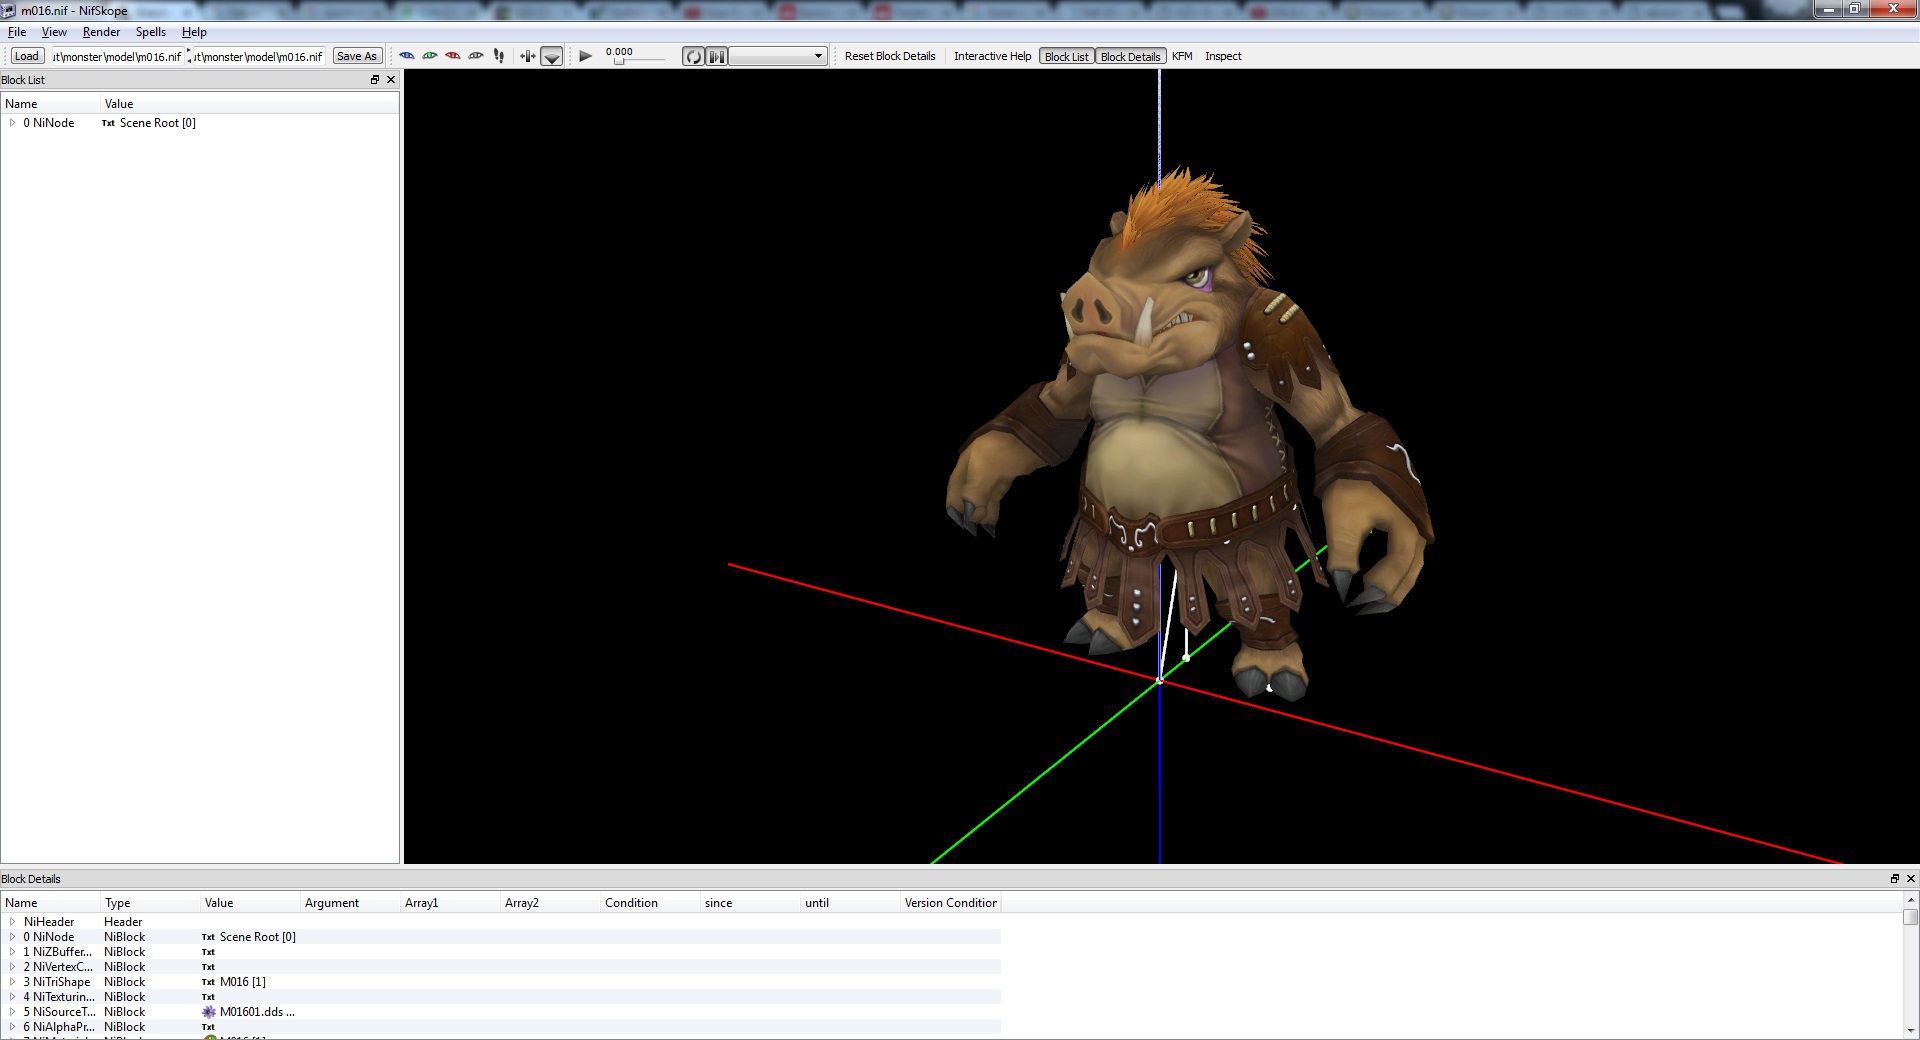 m016.nif - NifSkope
File View Render Spells Help
Load ut\monster\model\m016.nif ut\monster\model\m016.nif Save As 0.000 Reset Block Details Interactive Help Block List Block Details KFM Inspect
Block List
Name Value
0 NiNode Txt Scene Root [0]
Block Details
Name Type Value Argument Array1 Array2 Condition since until Version Condition
NiHeader Header
0 NiNode NiBlock Txt Scene Root [0]
1 NiZBuffer... NiBlock Txt
2 NiVertexC... NiBlock Txt
3 NiTriShape NiBlock Txt M016 [1]
4 NiTexturin... NiBlock Txt
5 NiSourceT... NiBlock M01601.dds ...
6 NiAlphaPr... NiBlock Txt